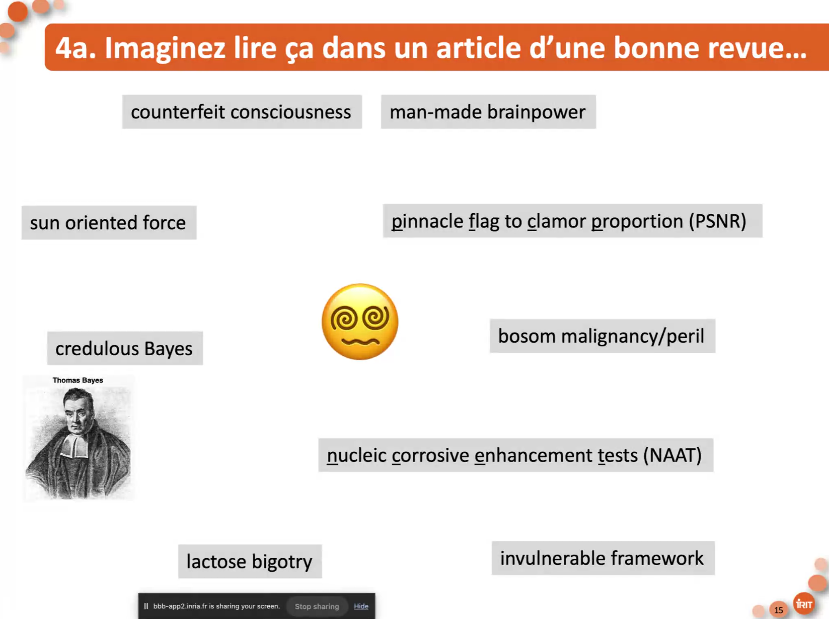 4a. Imaginez lire ça dans un article d’une bonne revue…
counterfeit consciousness
man-made brainpower
sun oriented force
pinnacle flag to clamor proportion (PSNR)
credulous Bayes
bosom malignancy/peril
Thomas Bayes
nucleic corrosive enhancement tests (NAAT)
lactose bigotry
invulnerable framework
bbb-app2.inria.fr is sharing your screen.
Stop sharing
Hide
15
IRIT